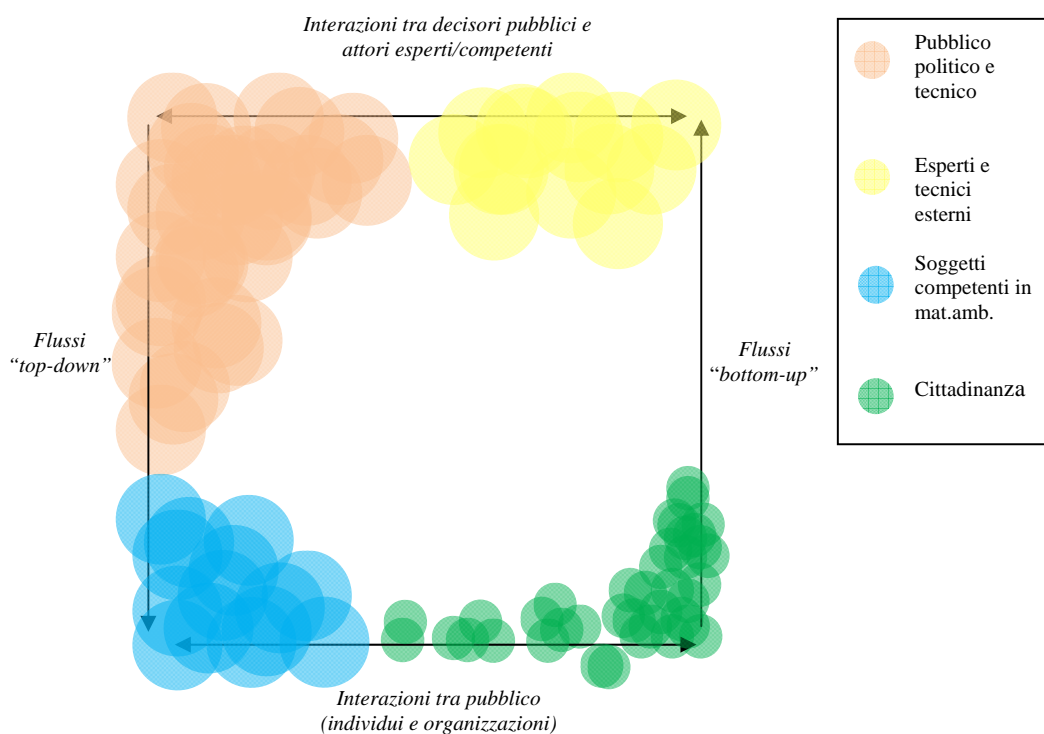 Interazioni tra decisori pubblici e
attori esperti/competenti
Flussi
“top-down”
Flussi
“bottom-up”
Interazioni tra pubblico
(individui e organizzazioni)
Pubblico
politico e
tecnico
Esperti e
tecnici
esterni
Soggetti
competenti in
mat.amb.
Cittadinanza